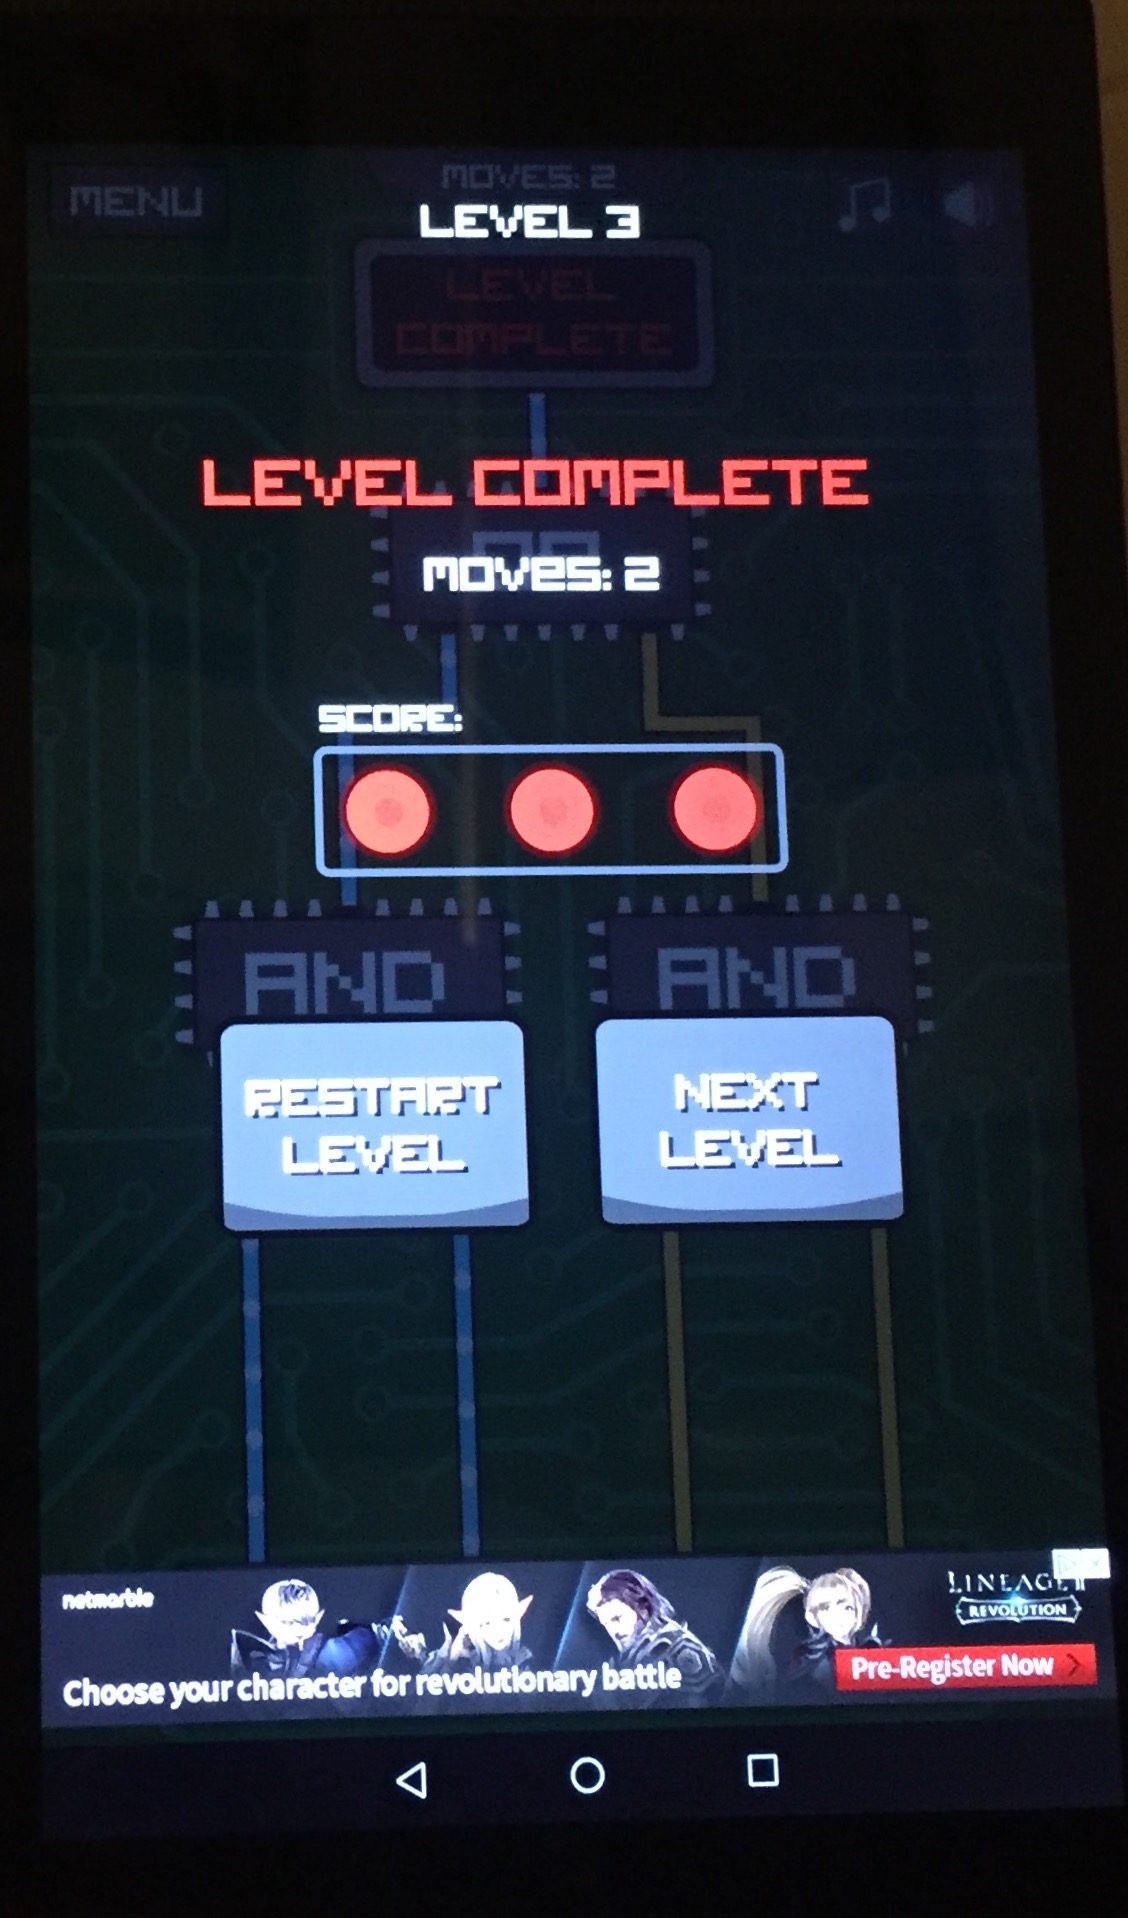 MENU
MOVES: 2
LEVEL 3
LEVEL
COMPLETE
LEVEL COMPLETE
OR
MOVES: 2
SCORE:
AND
AND
RESTART
LEVEL
NEXT
LEVEL
netmarble
LINEAGE II
REVOLUTION
Choose your character for revolutionary battle
Pre-Register Now